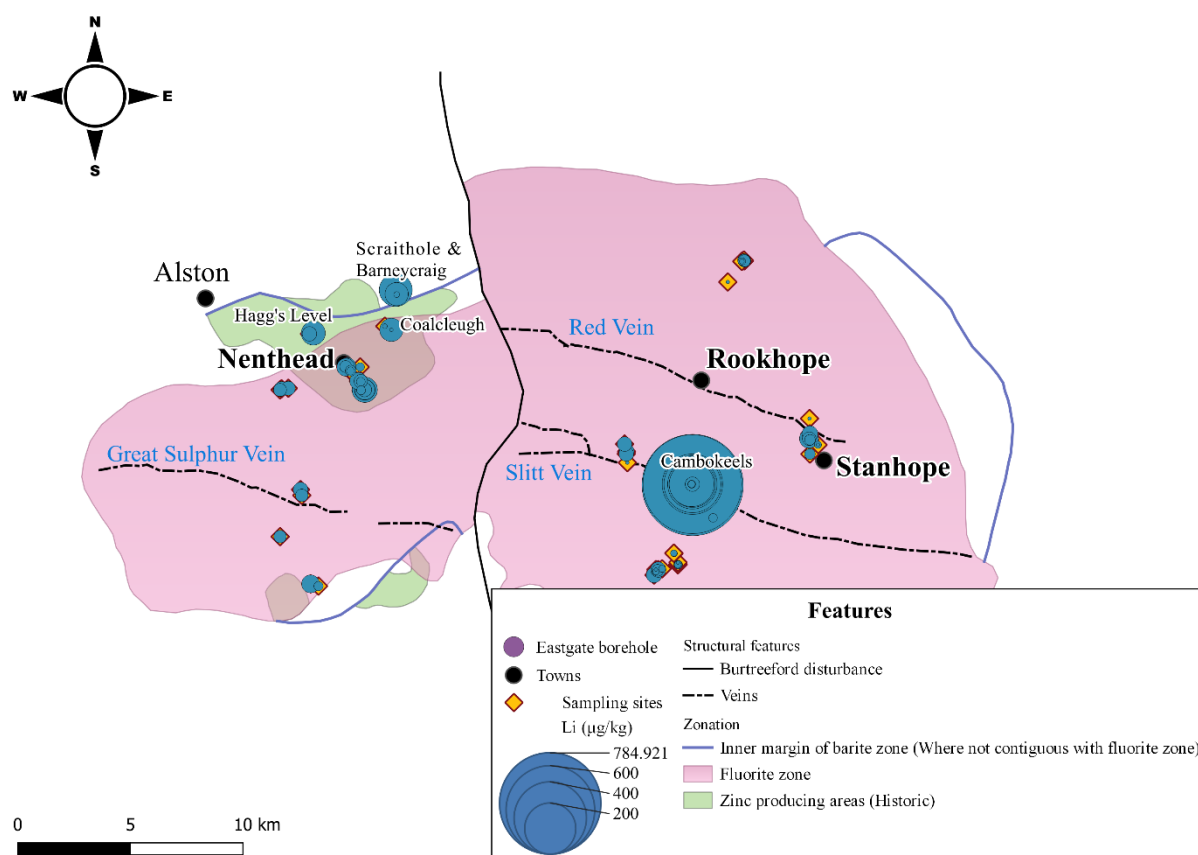 N
W
E
S
Scraithole &
Barneycraig
Alston
Hagg's Level
Coalcleugh
Nenthead
Red Vein
Rookhope
Great Sulphur Vein
Slitt Vein
Cambokeels
Stanhope
Features
Eastgate borehole
Towns
Sampling sites
Li (µg/kg)
784.921
600
400
200
Structural features
Burtreeford disturbance
Veins
Zonation
Inner margin of barite zone (Where not contiguous with fluorite zone)
Fluorite zone
Zinc producing areas (Historic)
0 5 10 km